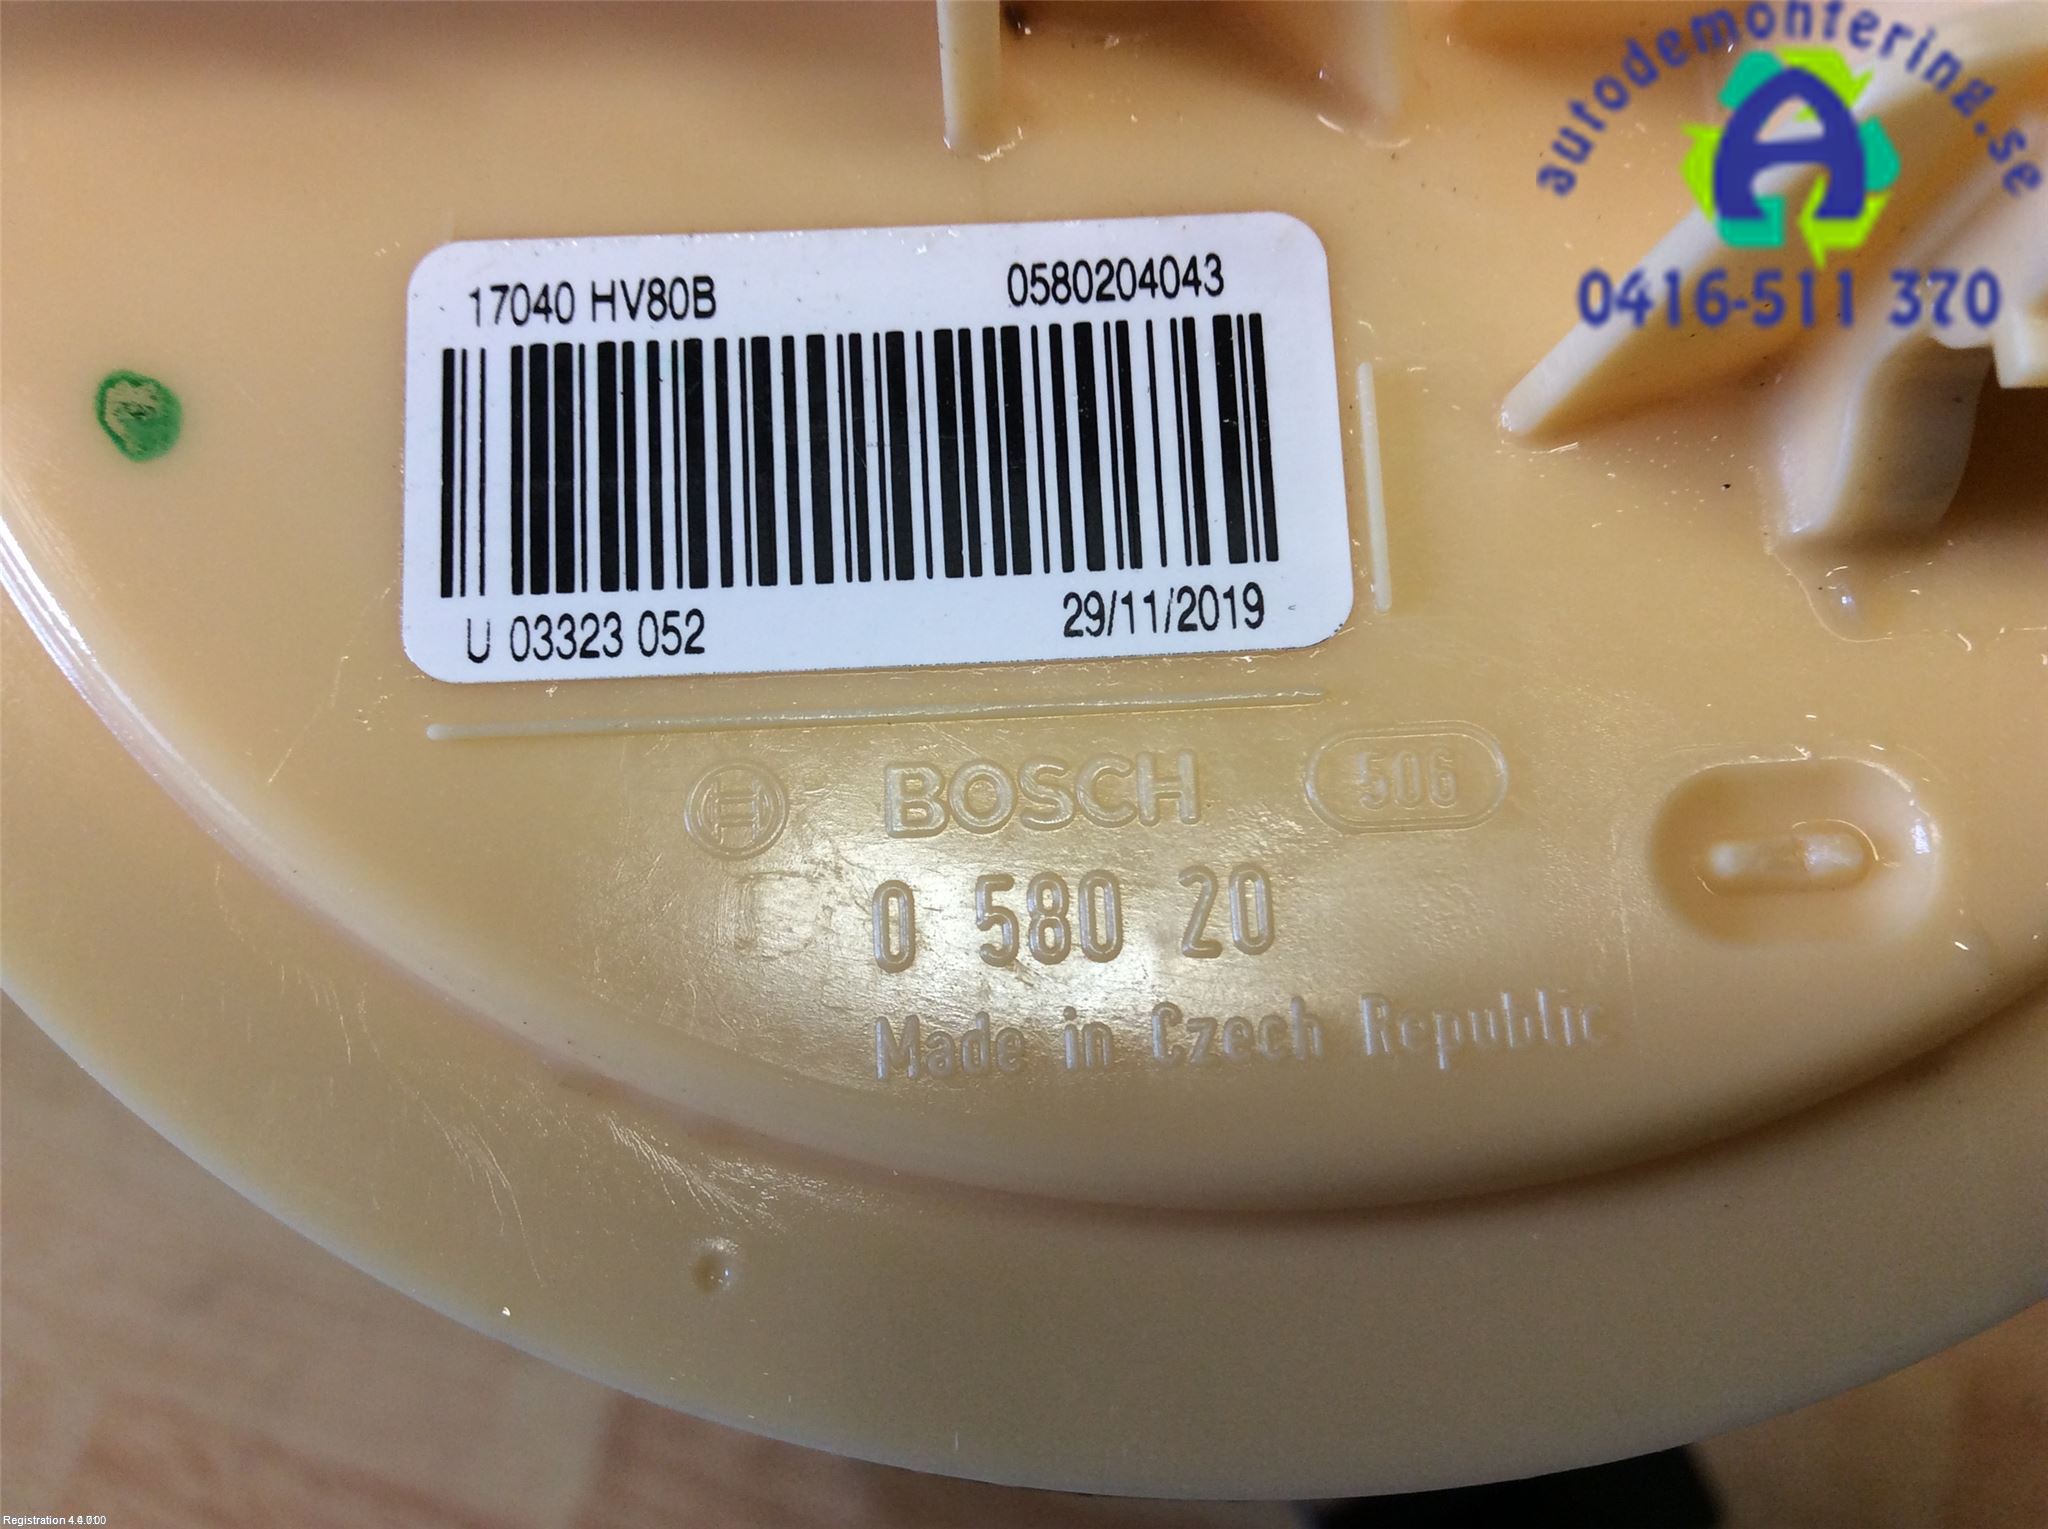 autodemontering.se
A
0416-511 370
17040 HV80B 0580204043
U 03323 052 29/11/2019
BOSCH 506
0 580 20
Made in Czech Republic